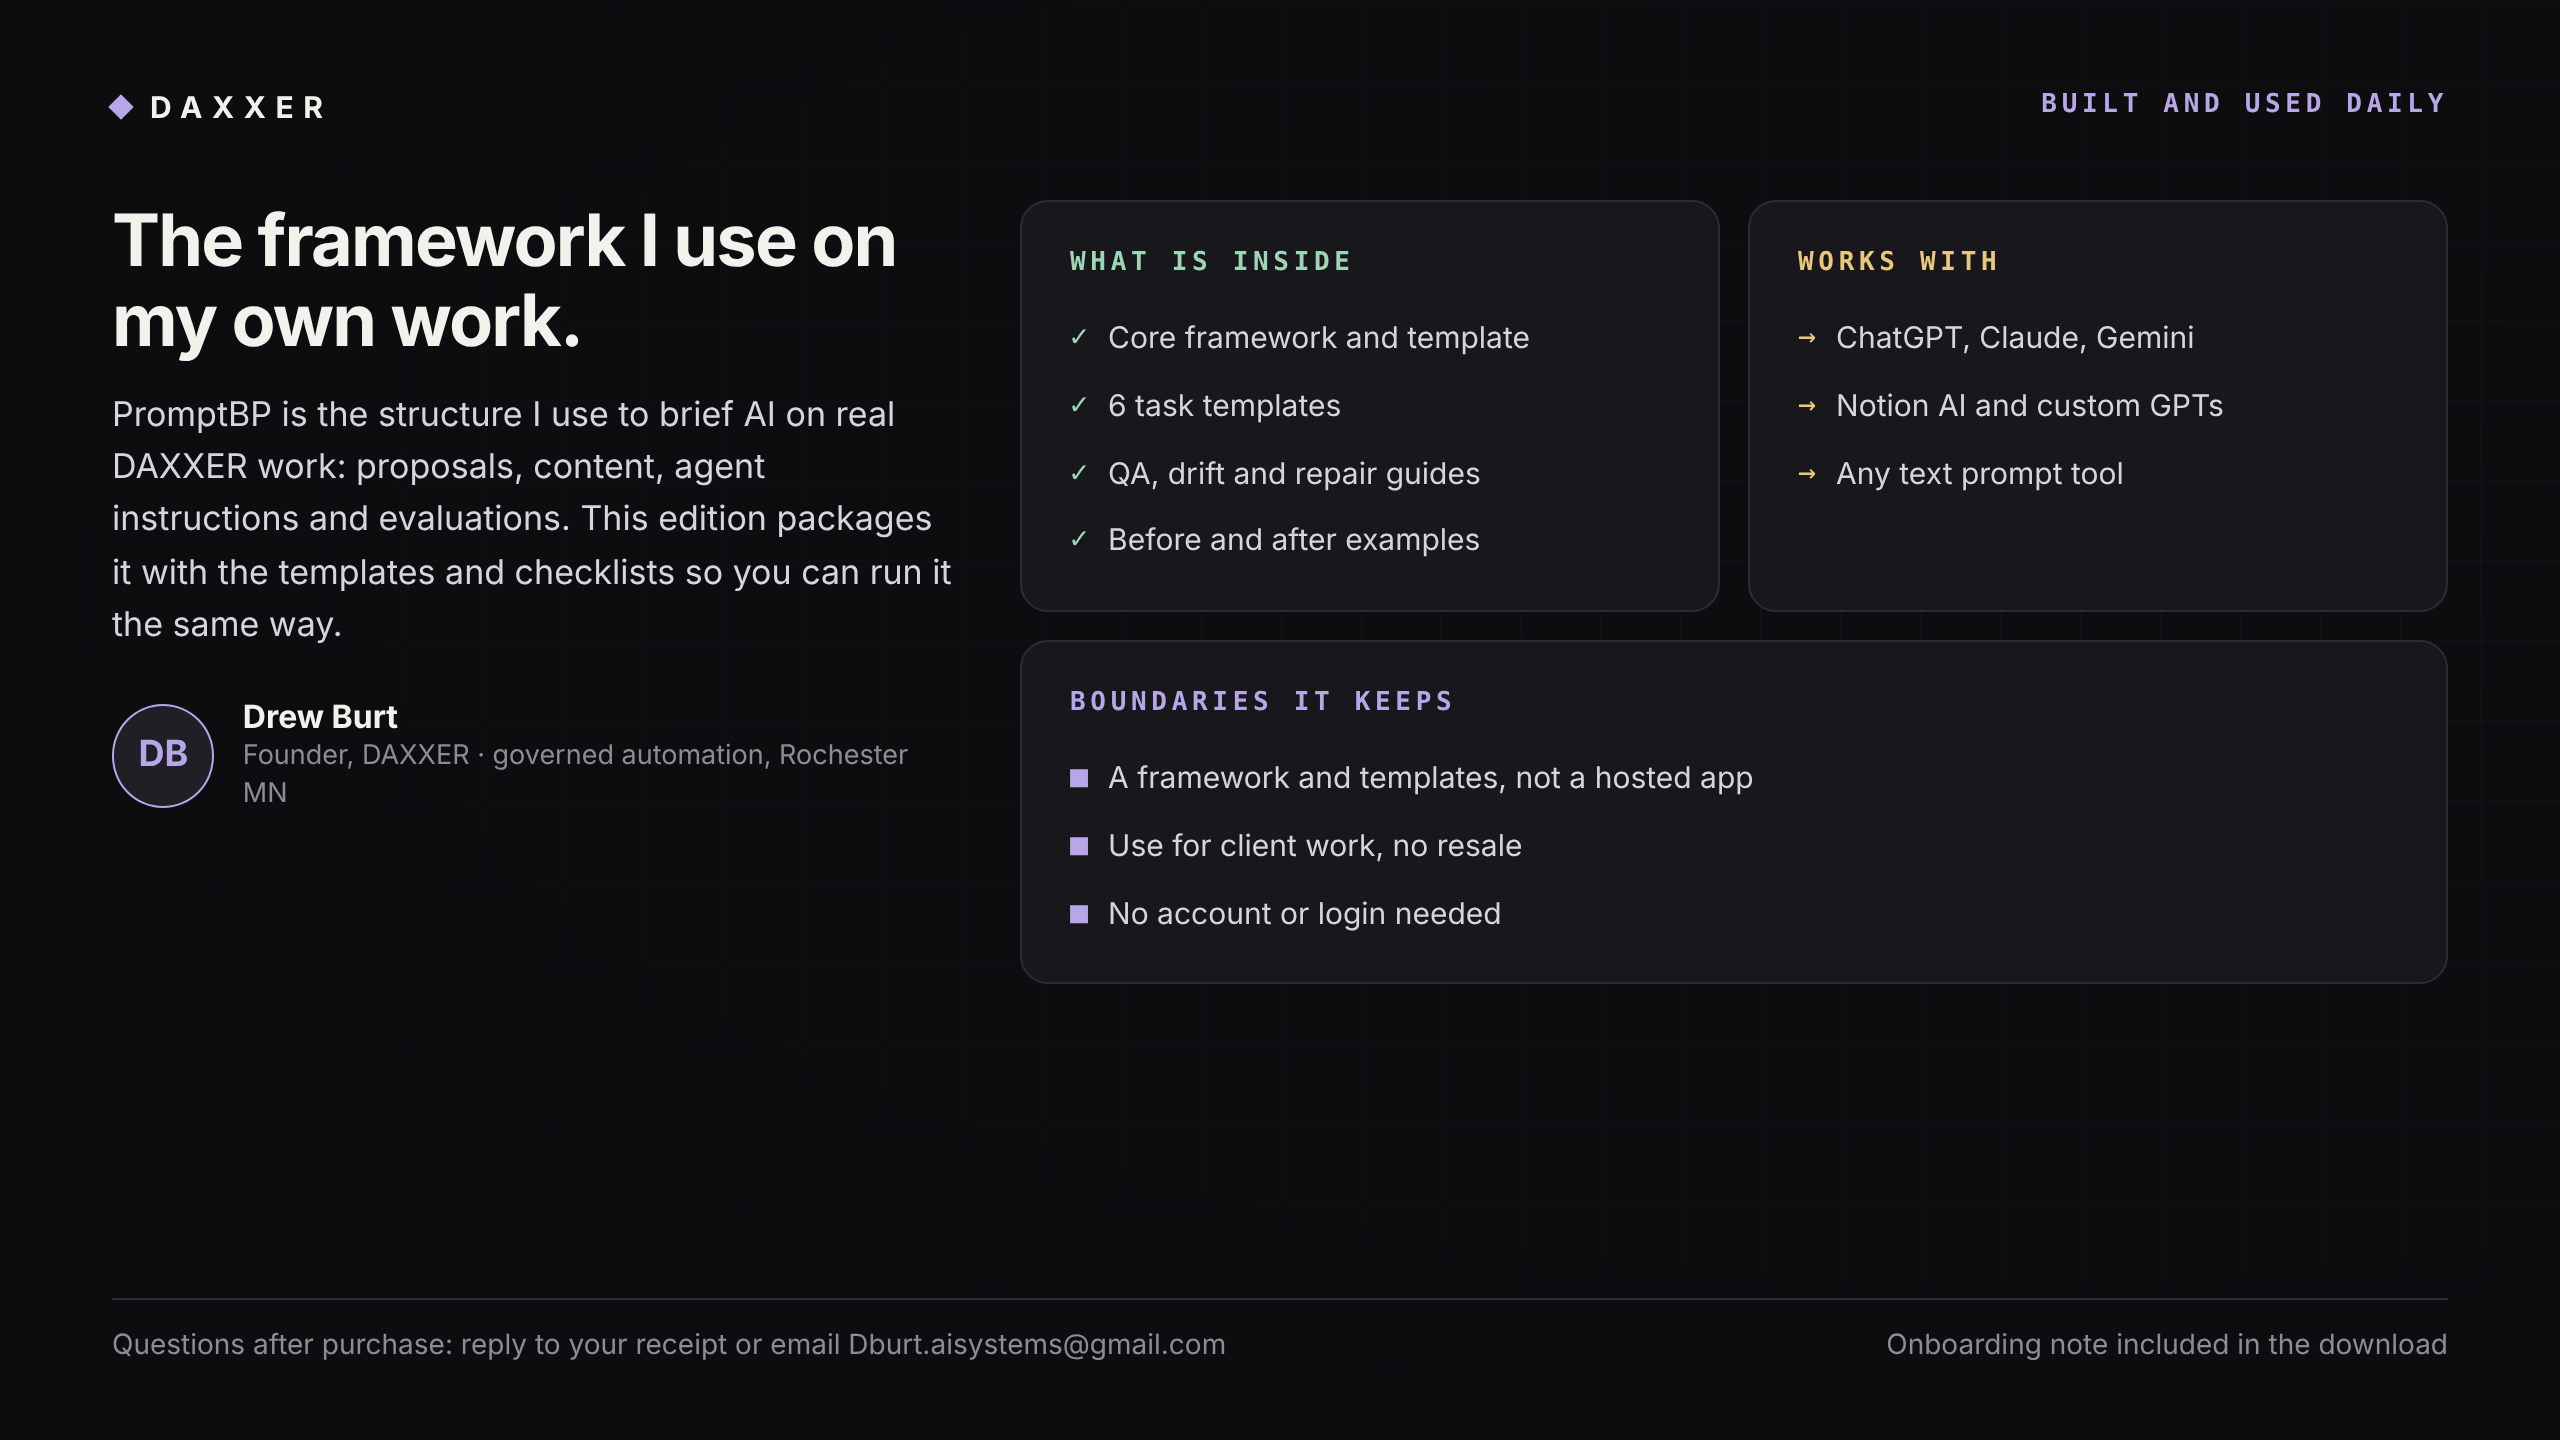 DAXXER
BUILT AND USED DAILY
The framework I use on
my own work.
PromptBP is the structure I use to brief AI on real
DAXXER work: proposals, content, agent
instructions and evaluations. This edition packages
it with the templates and checklists so you can run it
the same way.
DB
Drew Burt
Founder, DAXXER · governed automation, Rochester
MN
WHAT IS INSIDE
✓ Core framework and template
✓ 6 task templates
✓ QA, drift and repair guides
✓ Before and after examples
WORKS WITH
→ ChatGPT, Claude, Gemini
→ Notion AI and custom GPTs
→ Any text prompt tool
BOUNDARIES IT KEEPS
■ A framework and templates, not a hosted app
■ Use for client work, no resale
■ No account or login needed
Questions after purchase: reply to your receipt or email Dburt.aisystems@gmail.com
Onboarding note included in the download